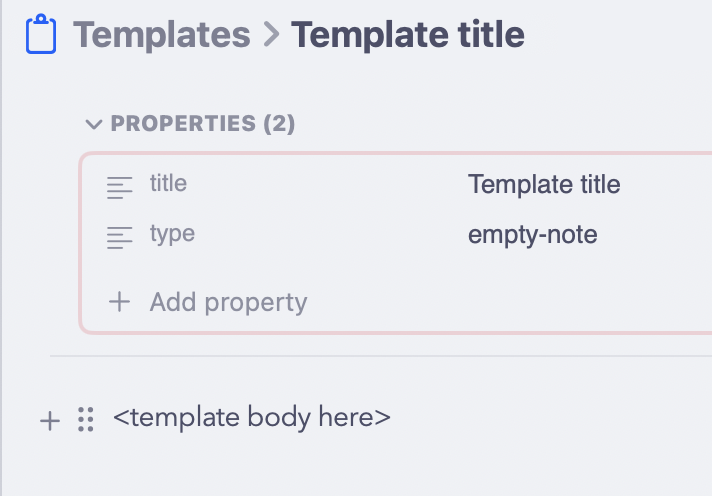 Templates > Template title
PROPERTIES (2)
title Template title
type empty-note
+ Add property
+ <template body here>